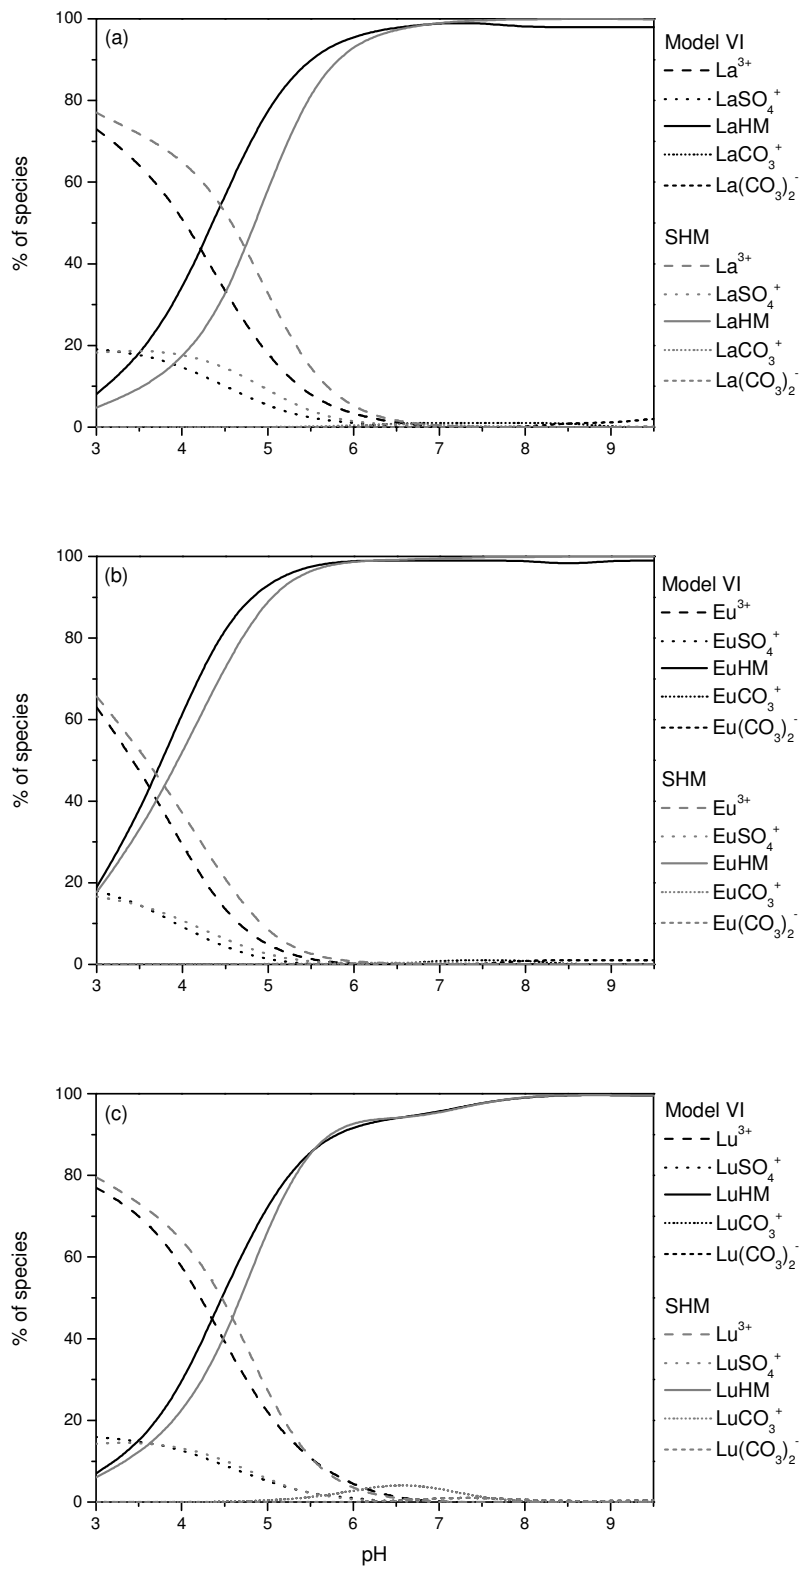 (a)
% of species
100
80
60
40
20
0
3 4 5 6 7 8 9
Model VI
La³⁺
LaSO₄⁺
LaHM
LaCO₃⁺
La(CO₃)₂⁻
SHM
La³⁺
LaSO₄⁺
LaHM
LaCO₃⁺
La(CO₃)₂⁻
(b)
% of species
100
80
60
40
20
0
3 4 5 6 7 8 9
Model VI
Eu³⁺
EuSO₄⁺
EuHM
EuCO₃⁺
Eu(CO₃)₂⁻
SHM
Eu³⁺
EuSO₄⁺
EuHM
EuCO₃⁺
Eu(CO₃)₂⁻
(c)
% of species
100
80
60
40
20
0
3 4 5 6 7 8 9
pH
Model VI
Lu³⁺
LuSO₄⁺
LuHM
LuCO₃⁺
Lu(CO₃)₂⁻
SHM
Lu³⁺
LuSO₄⁺
LuHM
LuCO₃⁺
Lu(CO₃)₂⁻